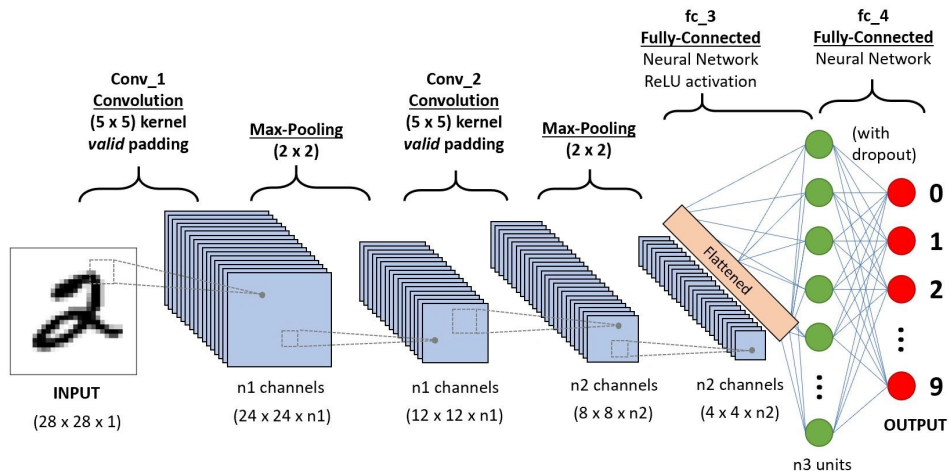 fc_3
Fully-Connected
Neural Network
ReLU activation
fc_4
Fully-Connected
Neural Network
Conv_1
Convolution
(5 x 5) kernel
valid padding
Max-Pooling
(2 x 2)
Conv_2
Convolution
(5 x 5) kernel
valid padding
Max-Pooling
(2 x 2)
(with
dropout)
Flattened
0
1
2
9
OUTPUT
INPUT
(28 x 28 x 1)
n1 channels
(24 x 24 x n1)
n1 channels
(12 x 12 x n1)
n2 channels
(8 x 8 x n2)
n2 channels
(4 x 4 x n2)
n3 units
2